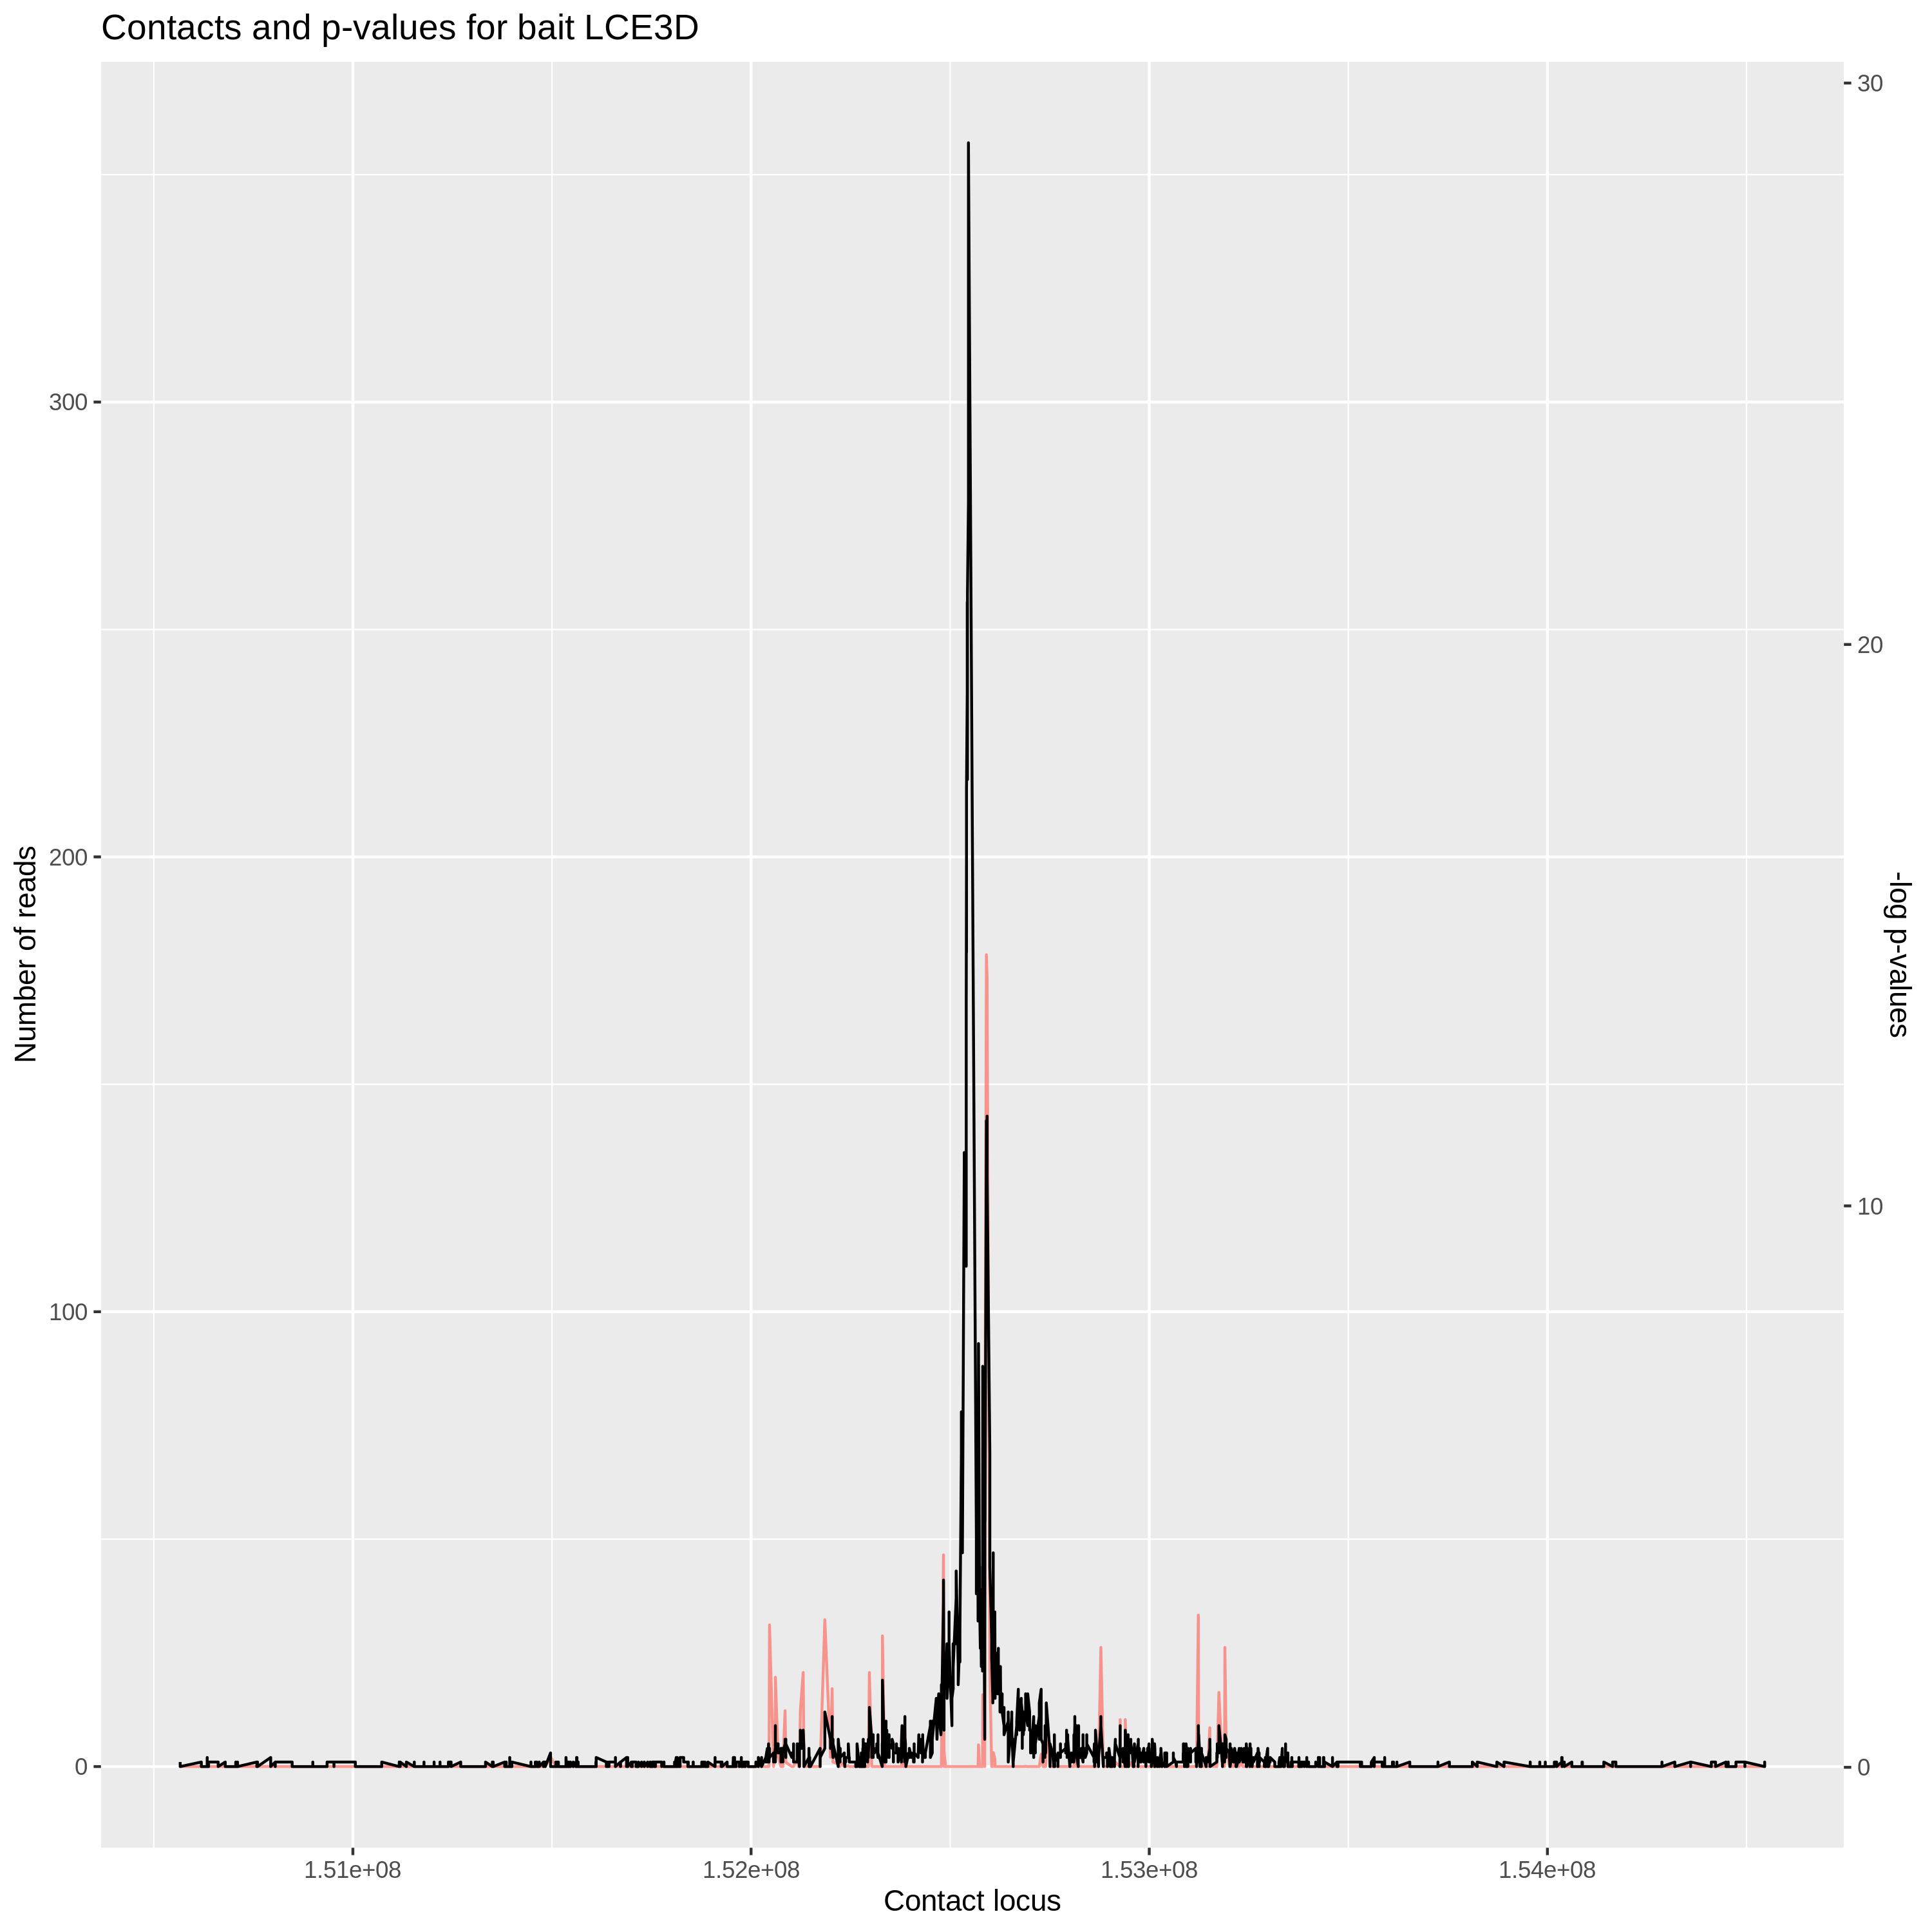 Contacts and p-values for bait LCE3D
Number of reads
300
200
100
0
30
20
10
0
-log p-values
1.51e+08 1.52e+08 1.53e+08 1.54e+08
Contact locus